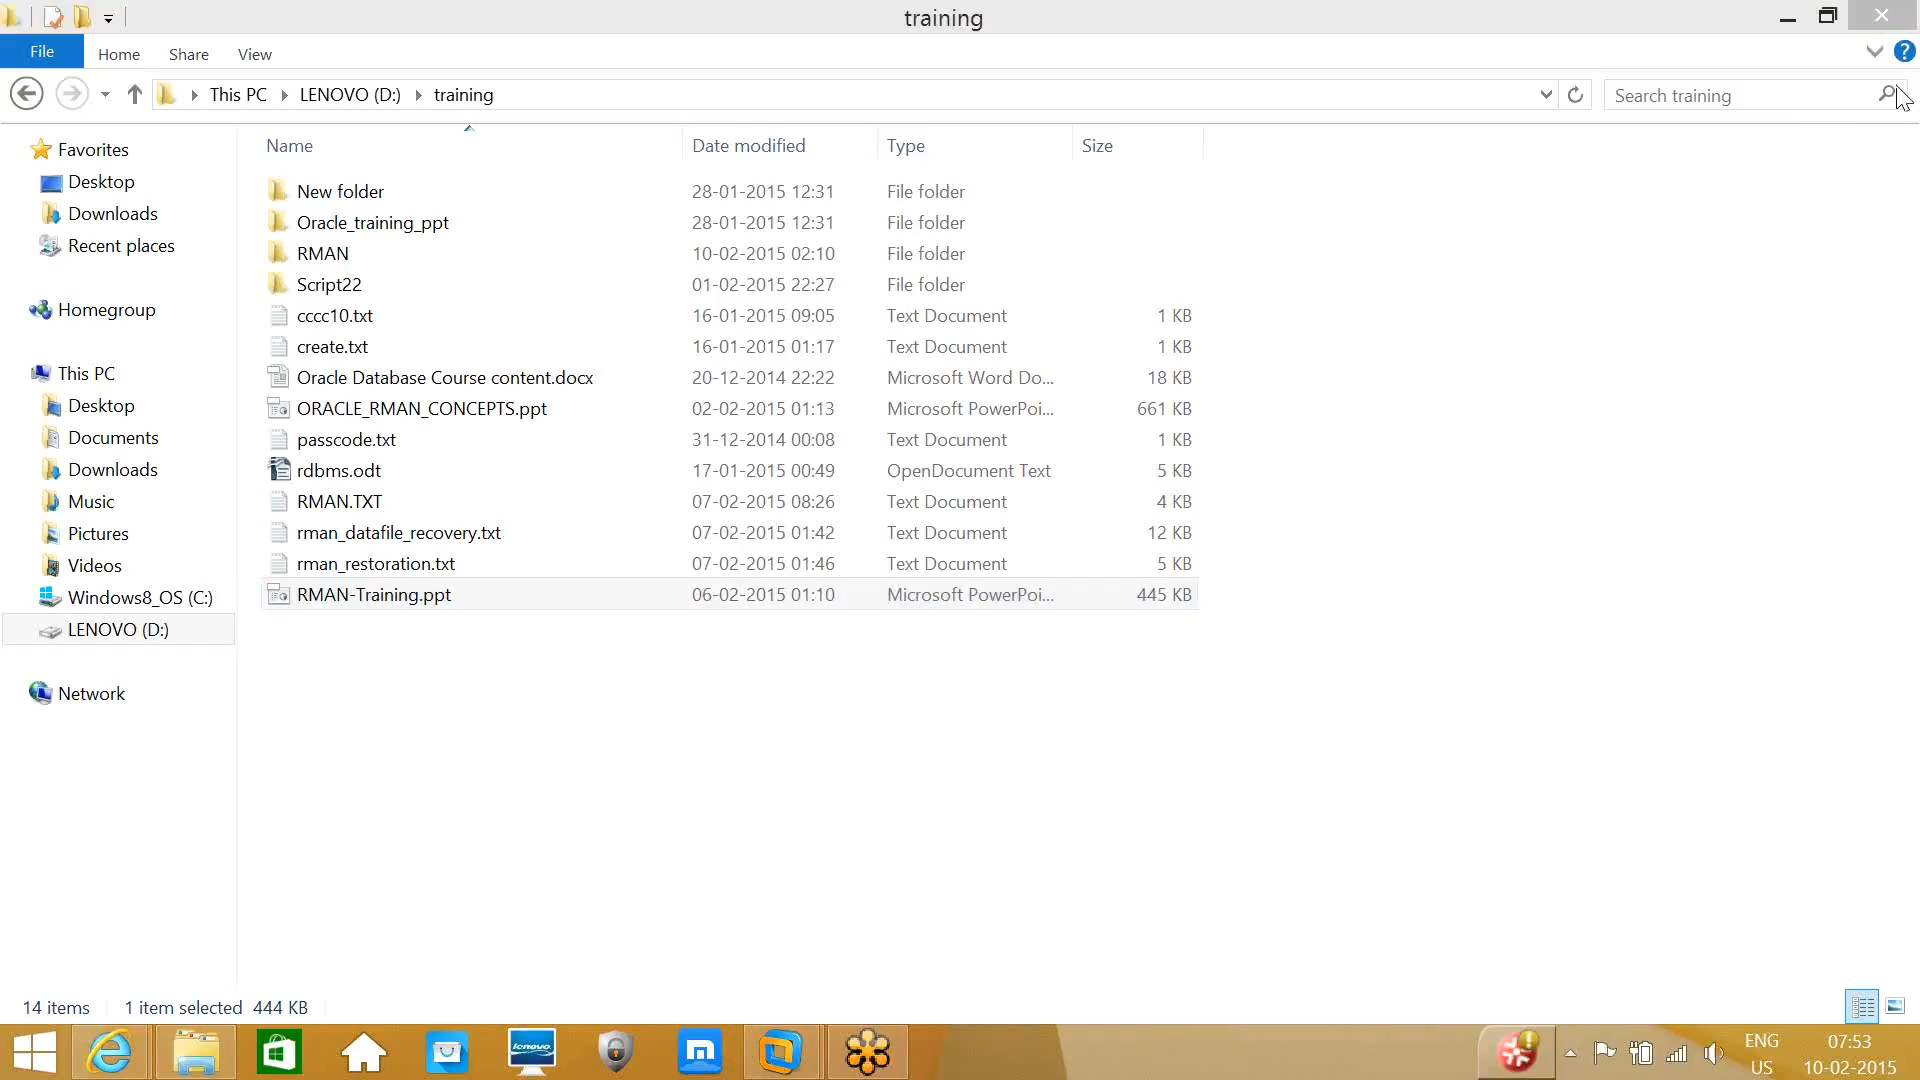 training
File Home Share View
This PC LENOVO (D:) training
Search training
Name Date modified Type Size
Favorites
Desktop
Downloads
Recent places
Homegroup
This PC
Desktop
Documents
Downloads
Music
Pictures
Videos
Windows8_OS (C:)
LENOVO (D:)
Network
New folder 28-01-2015 12:31 File folder
Oracle_training_ppt 28-01-2015 12:31 File folder
RMAN 10-02-2015 02:10 File folder
Script22 01-02-2015 22:27 File folder
cccc10.txt 16-01-2015 09:05 Text Document 1 KB
create.txt 16-01-2015 01:17 Text Document 1 KB
Oracle Database Course content.docx 20-12-2014 22:22 Microsoft Word Do... 18 KB
ORACLE_RMAN_CONCEPTS.ppt 02-02-2015 01:13 Microsoft PowerPoi... 661 KB
passcode.txt 31-12-2014 00:08 Text Document 1 KB
rdbms.odt 17-01-2015 00:49 OpenDocument Text 5 KB
RMAN.TXT 07-02-2015 08:26 Text Document 4 KB
rman_datafile_recovery.txt 07-02-2015 01:42 Text Document 12 KB
rman_restoration.txt 07-02-2015 01:46 Text Document 5 KB
RMAN-Training.ppt 06-02-2015 01:10 Microsoft PowerPoi... 445 KB
14 items 1 item selected 444 KB
lenovo
ENG 07:53
US 10-02-2015